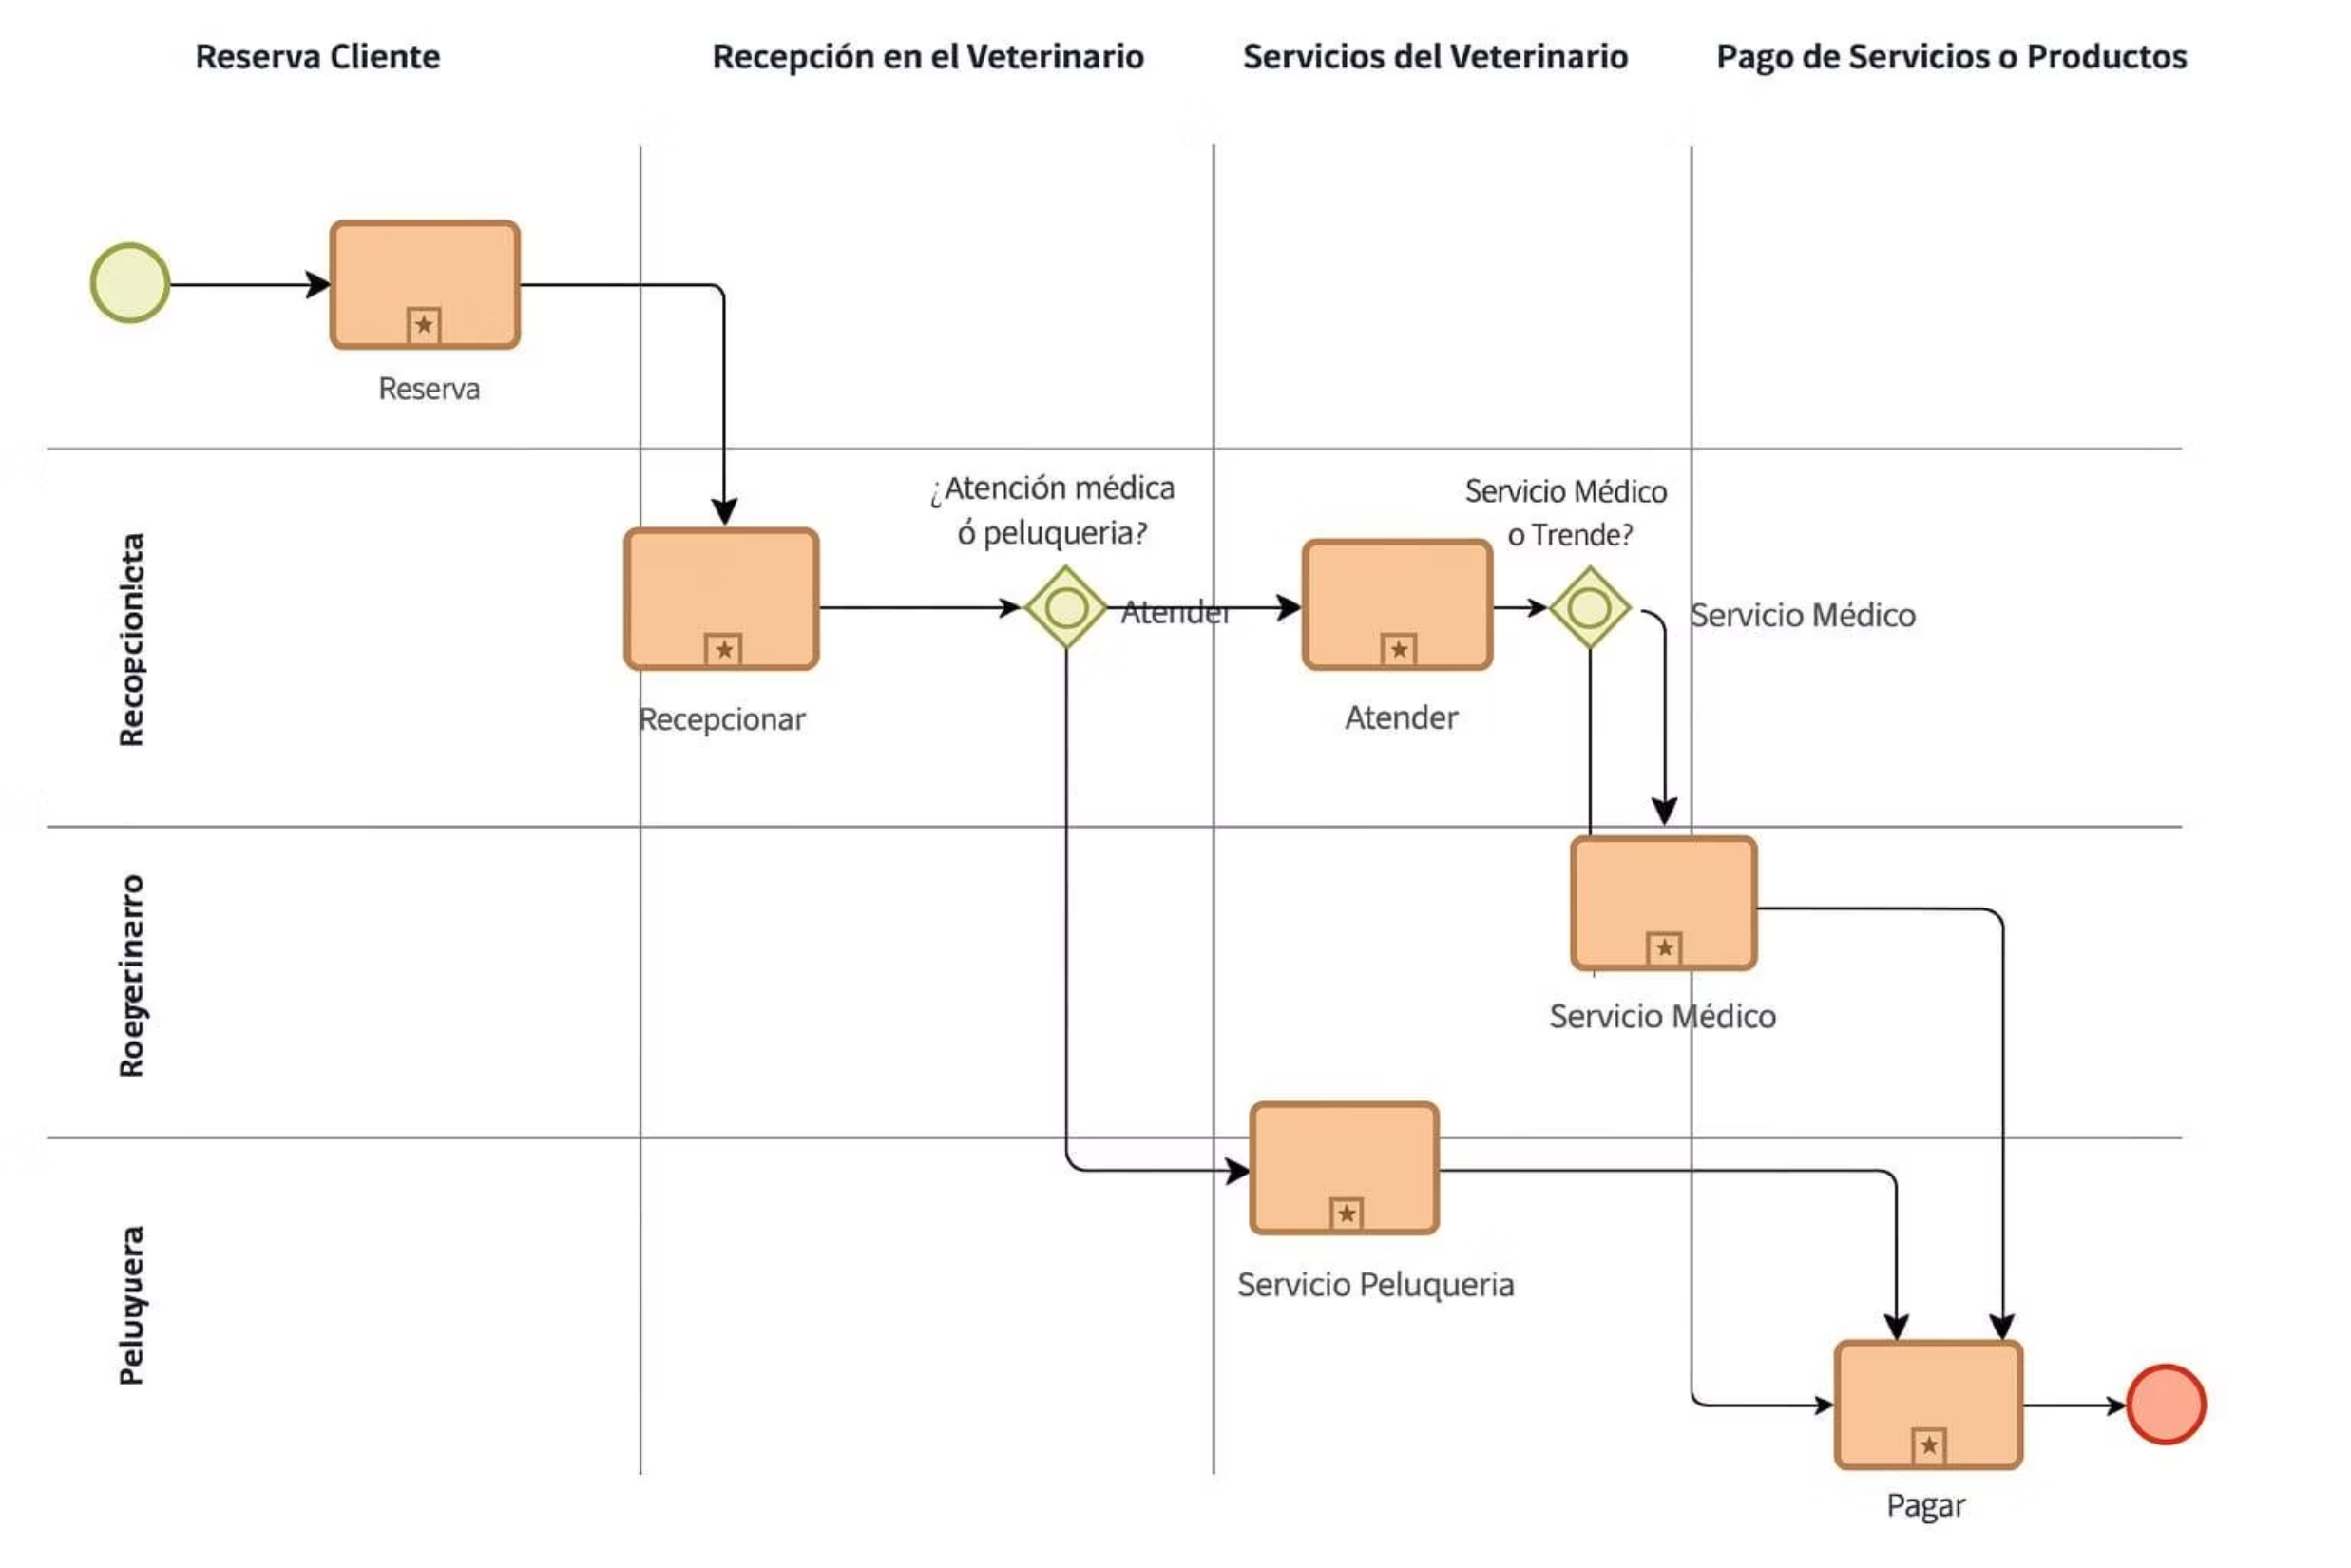 Reserva Cliente
Recepción en el Veterinario
Servicios del Veterinario
Pago de Servicios o Productos
Reserva
¿Atención médica
ó peluqueria?
Servicio Médico
o Trende?
Atender
Servicio Médico
Recepcionar
Atender
Servicio Médico
Servicio Peluqueria
Pagar